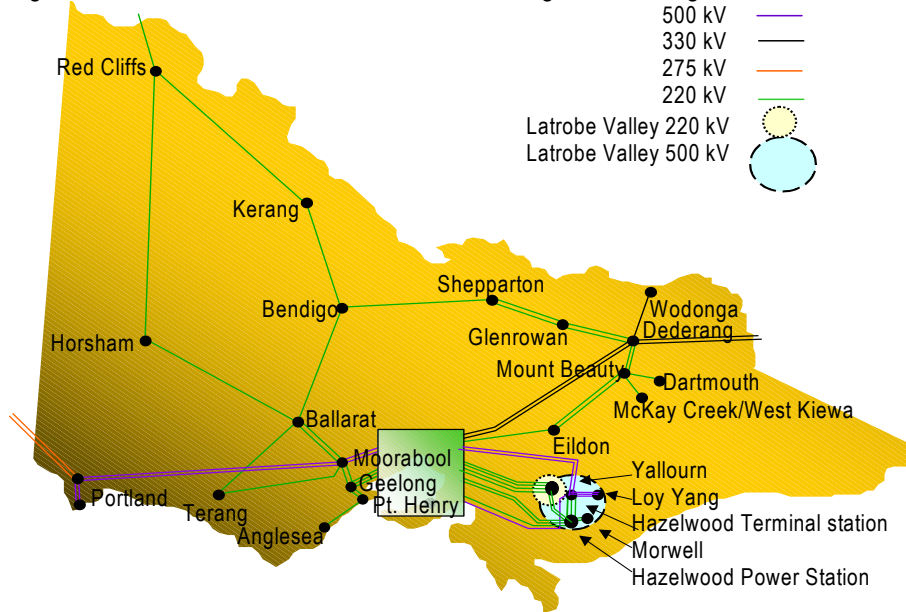 500 kV
330 kV
275 kV
220 kV
Latrobe Valley 220 kV
Latrobe Valley 500 kV
Red Cliffs
Kerang
Bendigo
Shepparton
Glenrowan
Wodonga
Dederang
Horsham
Mount Beauty
Dartmouth
McKay Creek/West Kiewa
Ballarat
Eildon
Moorabool
Geelong
Pt. Henry
Portland
Terang
Anglesea
Yallourn
Loy Yang
Hazelwood Terminal station
Morwell
Hazelwood Power Station